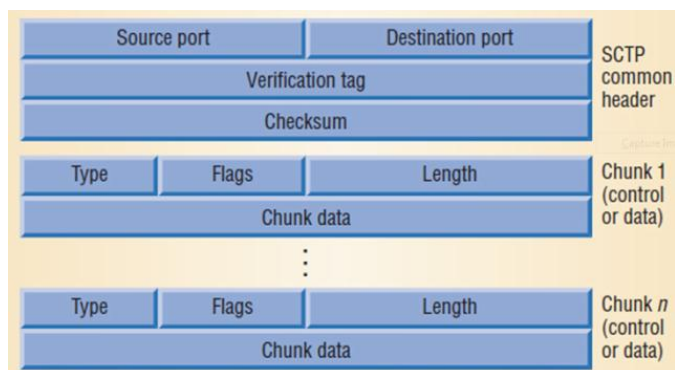 Source port Destination port
SCTP
common
header
Verification tag
Checksum
Type Flags Length
Chunk 1
(control
or data)
Chunk data
⋮
Type Flags Length
Chunk n
(control
or data)
Chunk data